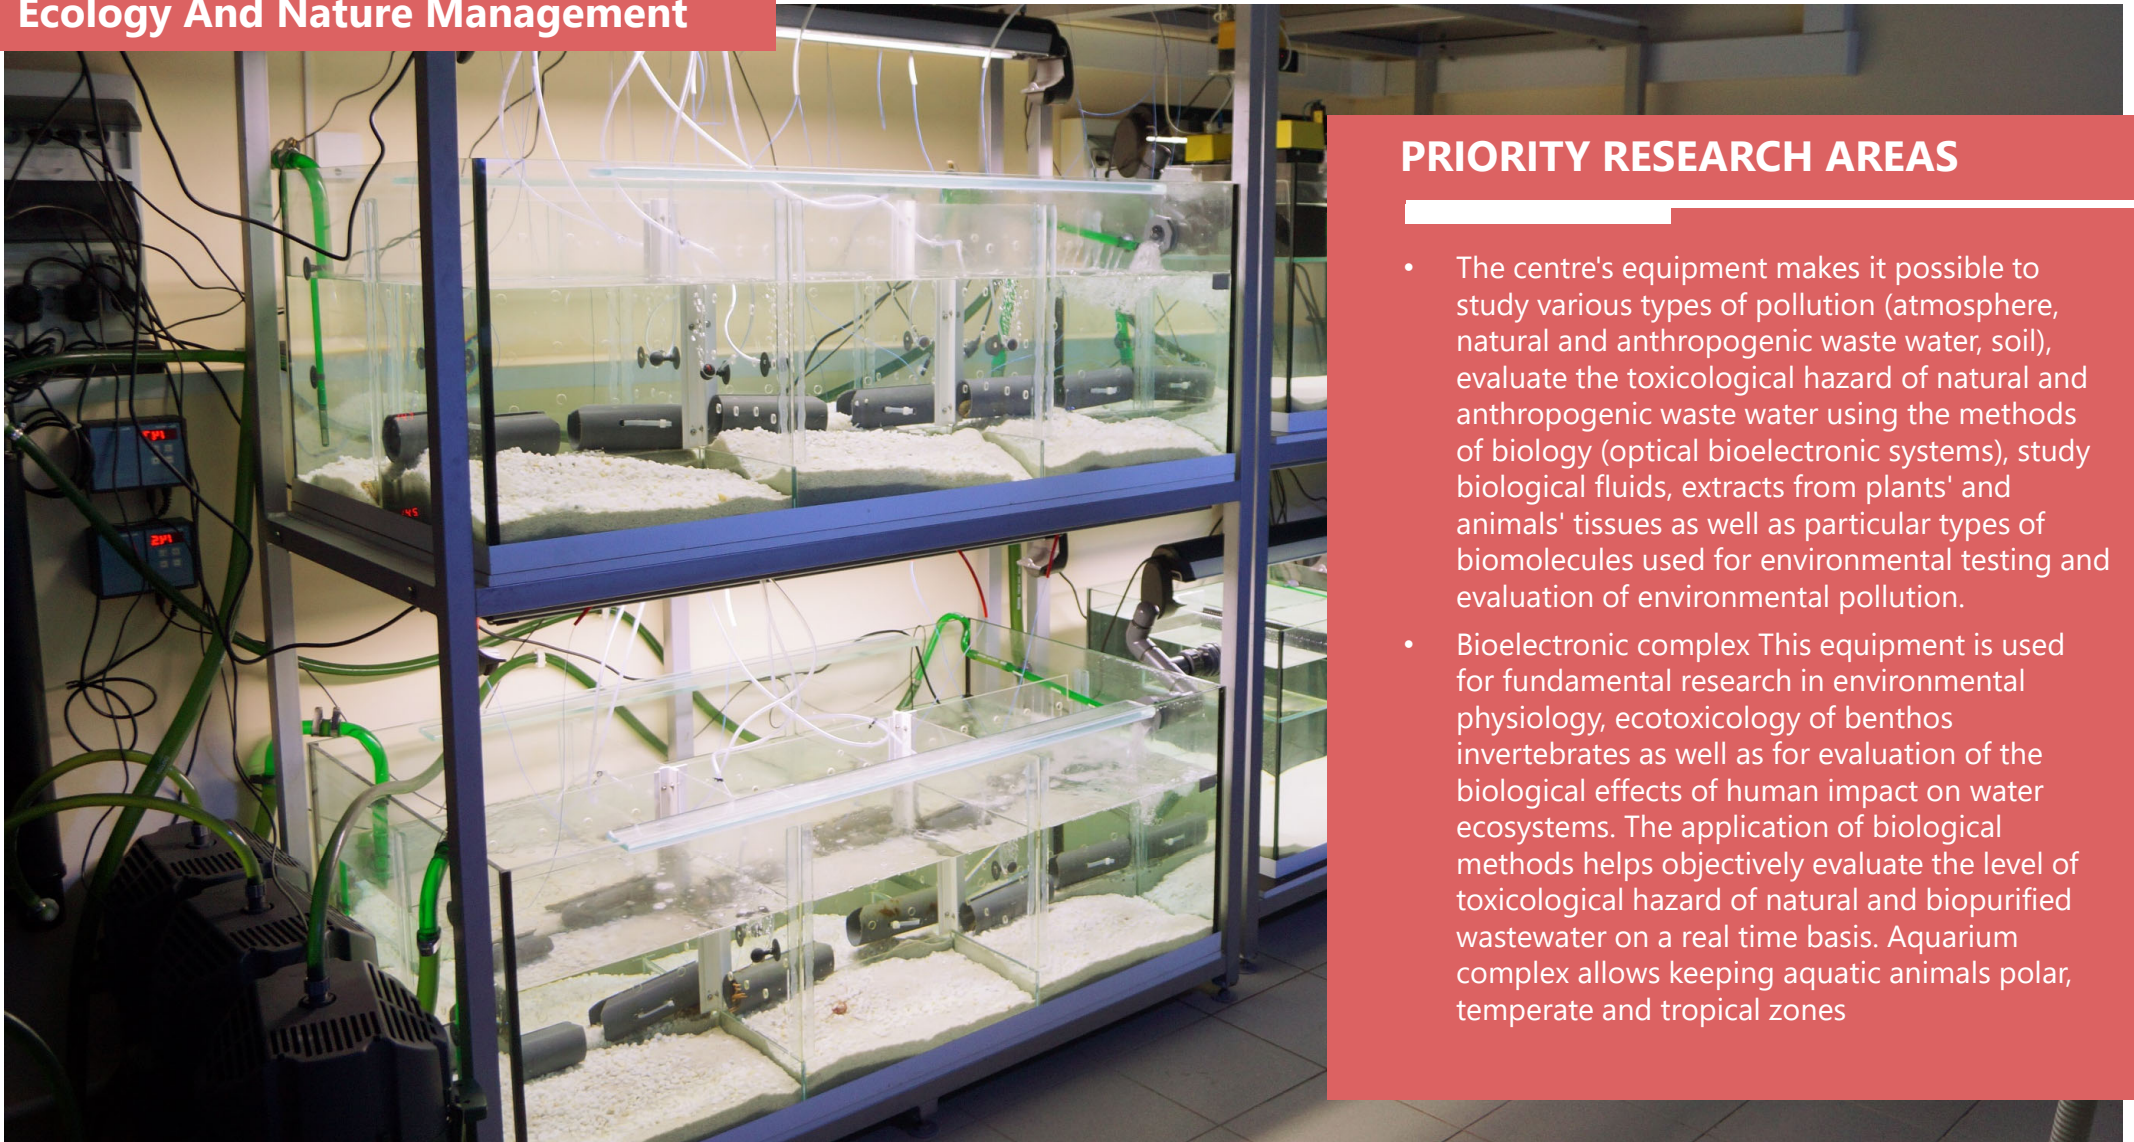 Ecology And Nature Management
PRIORITY RESEARCH AREAS
• The centre's equipment makes it possible to
study various types of pollution (atmosphere,
natural and anthropogenic waste water, soil),
evaluate the toxicological hazard of natural and
anthropogenic waste water using the methods
of biology (optical bioelectronic systems), study
biological fluids, extracts from plants' and
animals' tissues as well as particular types of
biomolecules used for environmental testing and
evaluation of environmental pollution.
• Bioelectronic complex This equipment is used
for fundamental research in environmental
physiology, ecotoxicology of benthos
invertebrates as well as for evaluation of the
biological effects of human impact on water
ecosystems. The application of biological
methods helps objectively evaluate the level of
toxicological hazard of natural and biopurified
wastewater on a real time basis. Aquarium
complex allows keeping aquatic animals polar,
temperate and tropical zones